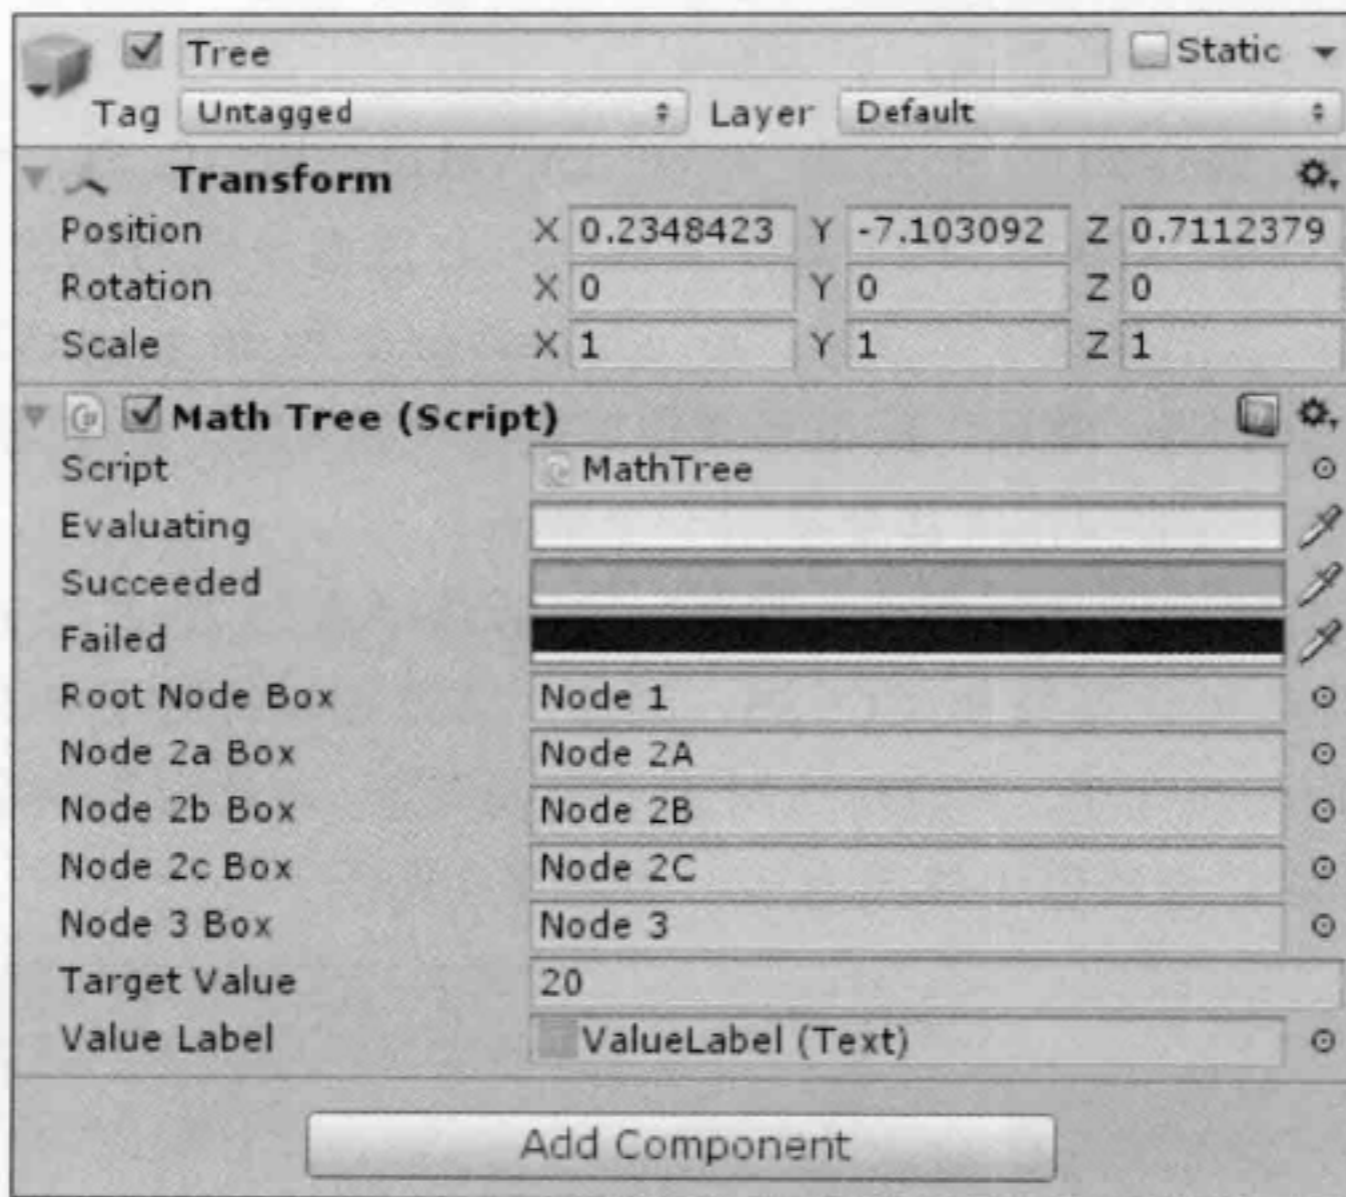 Tree Static
Tag Untagged Layer Default
Transform
Position X 0.2348423 Y -7.103092 Z 0.7112379
Rotation X 0 Y 0 Z 0
Scale X 1 Y 1 Z 1
Math Tree (Script)
Script MathTree
Evaluating
Succeeded
Failed
Root Node Box Node 1
Node 2a Box Node 2A
Node 2b Box Node 2B
Node 2c Box Node 2C
Node 3 Box Node 3
Target Value 20
Value Label ValueLabel (Text)
Add Component